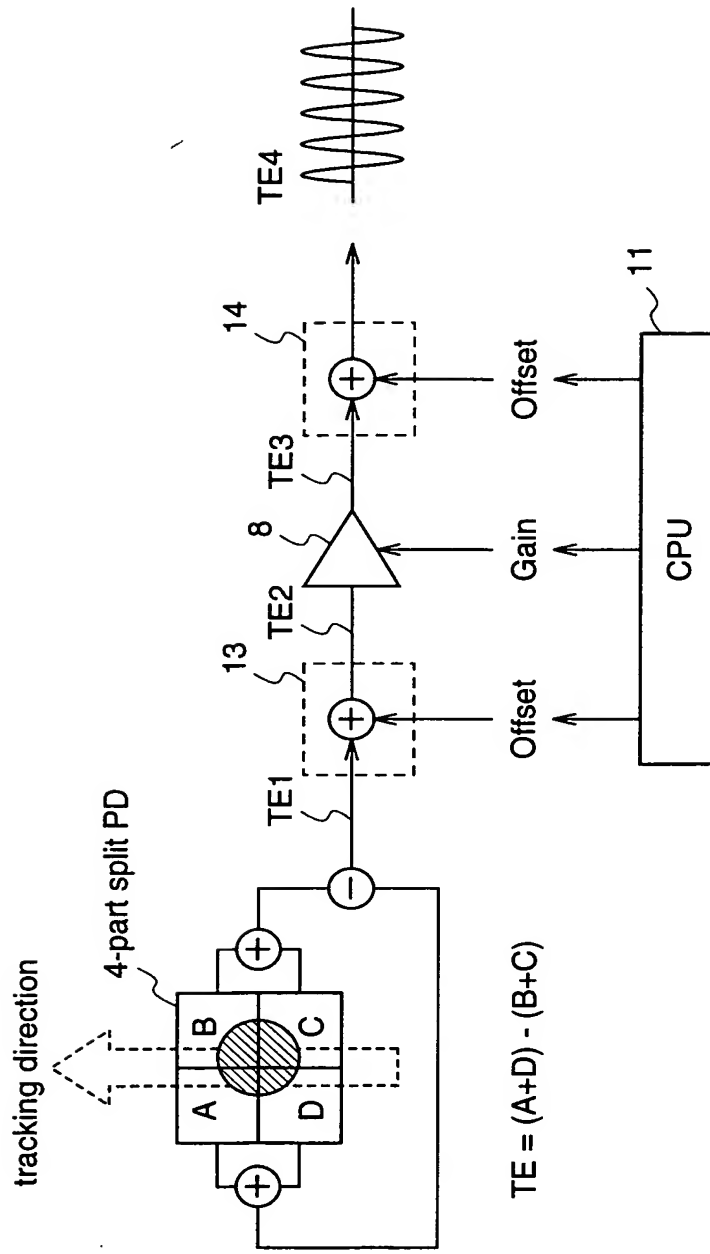 tracking direction
4-part split PD
A
B
D
C
+
+
-
TE = (A+D) - (B+C)
TE1
13
+
TE2
8
TE3
14
+
TE4
Offset
Gain
Offset
11
CPU